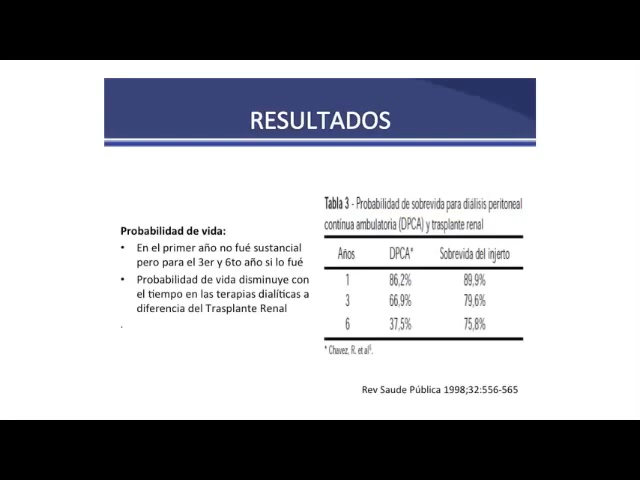 RESULTADOS
Probabilidad de vida:
• En el primer año no fué sustancial
pero para el 3er y 6to año si lo fué
• Probabilidad de vida disminuye con
el tiempo en las terapias dialíticas a
diferencia del Trasplante Renal
.
Tabla 3 - Probabilidad de sobrevida para diálisis peritoneal
continua ambulatoria (DPCA) y trasplante renal
Años DPCA* Sobrevida del injerto
1 86,2% 89,9%
3 66,9% 79,6%
6 37,5% 75,8%
* Chavez, R. et al⁵.
Rev Saude Pública 1998;32:556-565